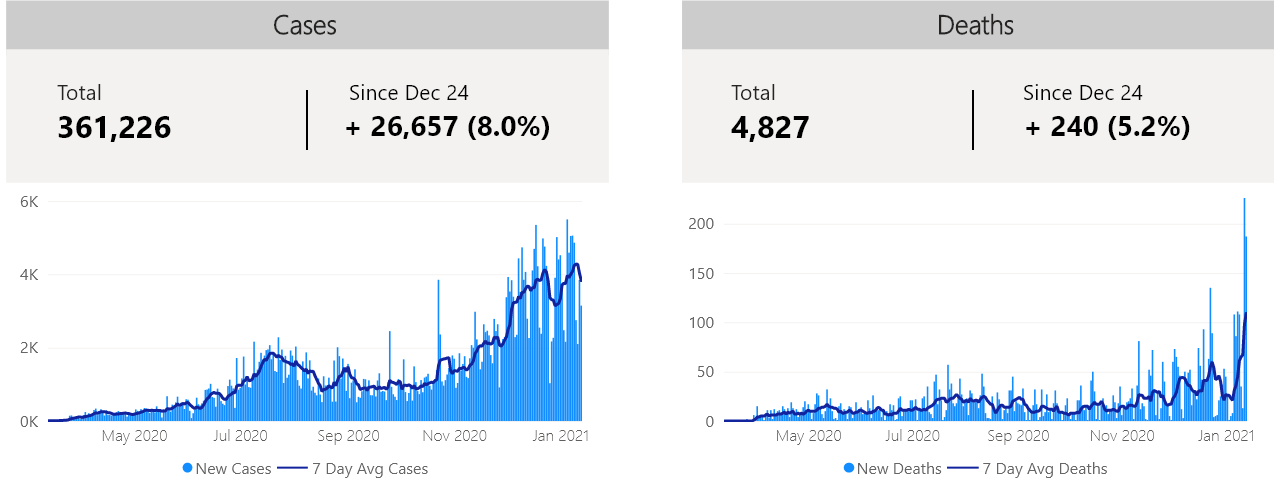 Cases
Total
361,226
Since Dec 24
+ 26,657 (8.0%)
6K
4K
2K
0K
May 2020
Jul 2020
Sep 2020
Nov 2020
Jan 2021
New Cases
7 Day Avg Cases
Deaths
Total
4,827
Since Dec 24
+ 240 (5.2%)
200
150
100
50
0
May 2020
Jul 2020
Sep 2020
Nov 2020
Jan 2021
New Deaths
7 Day Avg Deaths